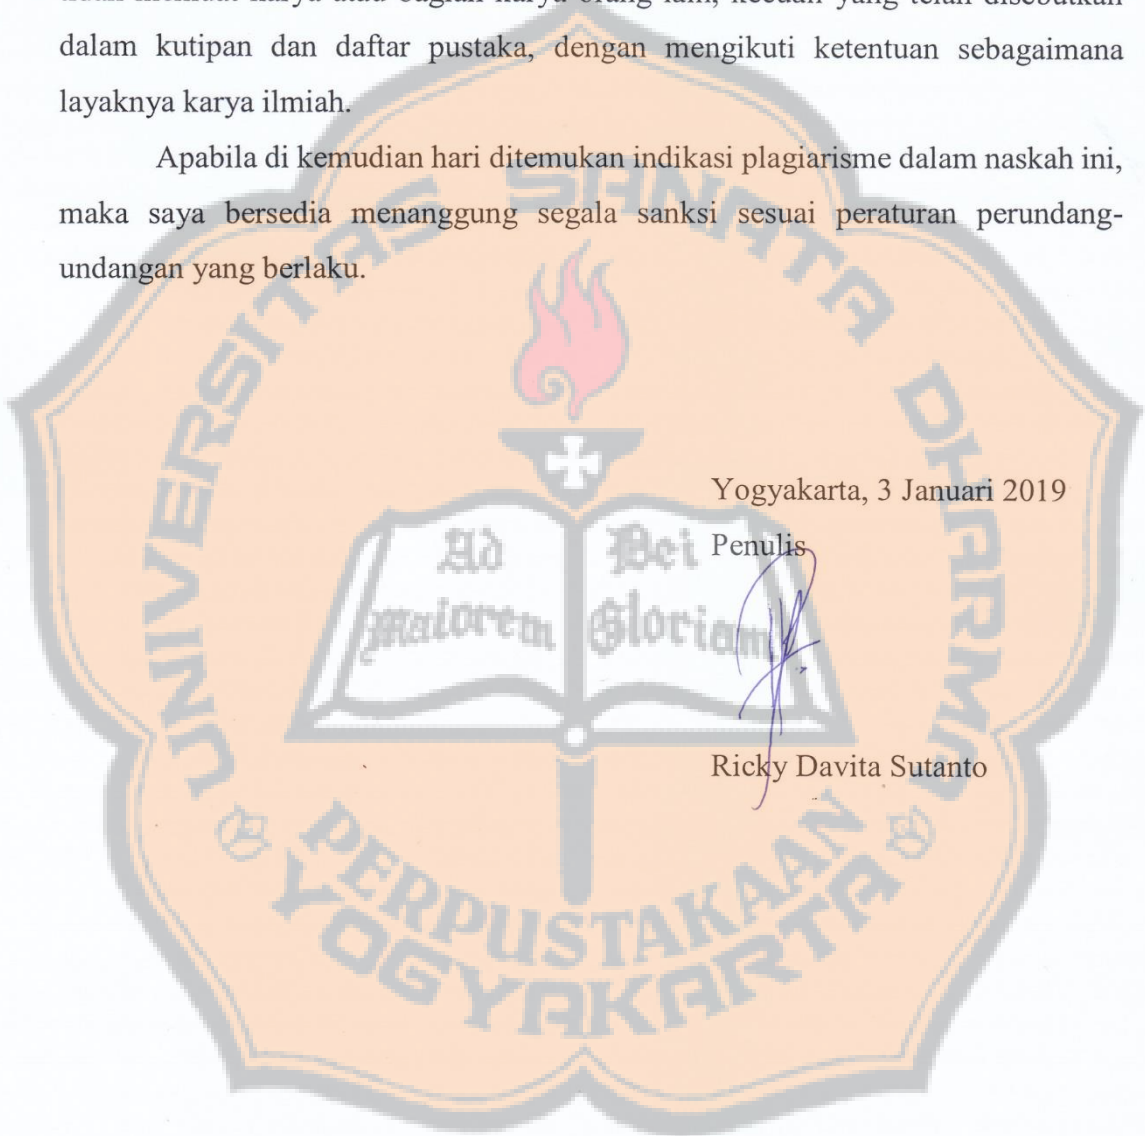 dalam kutipan dan daftar pustaka, dengan mengikuti ketentuan sebagaimana
layaknya karya ilmiah.
Apabila di kemudian hari ditemukan indikasi plagiarisme dalam naskah ini,
maka saya bersedia menanggung segala sanksi sesuai peraturan perundang-
undangan yang berlaku.
UNIVERSITAS SANATA DHARMA
Yogyakarta, 3 Januari 2019
Penulis
Ad Dei
maiorem Gloriam
Ricky Davita Sutanto
PERPUSTAKAAN
YOGYAKARTA